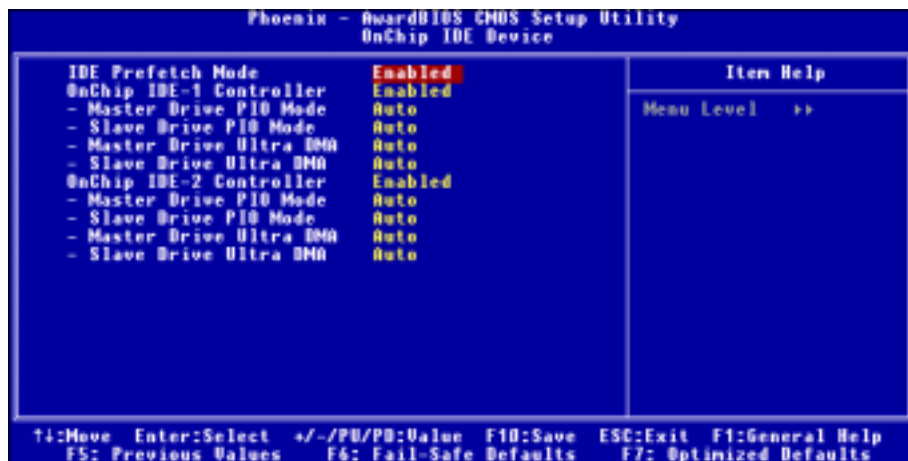 Phoenix - AwardBIOS CMOS Setup Utility
OnChip IDE Device
IDE Prefetch Mode Enabled
OnChip IDE-1 Controller Enabled
- Master Drive PIO Mode Auto
- Slave Drive PIO Mode Auto
- Master Drive Ultra DMA Auto
- Slave Drive Ultra DMA Auto
OnChip IDE-2 Controller Enabled
- Master Drive PIO Mode Auto
- Slave Drive PIO Mode Auto
- Master Drive Ultra DMA Auto
- Slave Drive Ultra DMA Auto
Item Help
Menu Level ▸▸
↑↓:Move Enter:Select +/-/PU/PD:Value F10:Save ESC:Exit F1:General Help
F5: Previous Values F6: Fail-Safe Defaults F7: Optimized Defaults